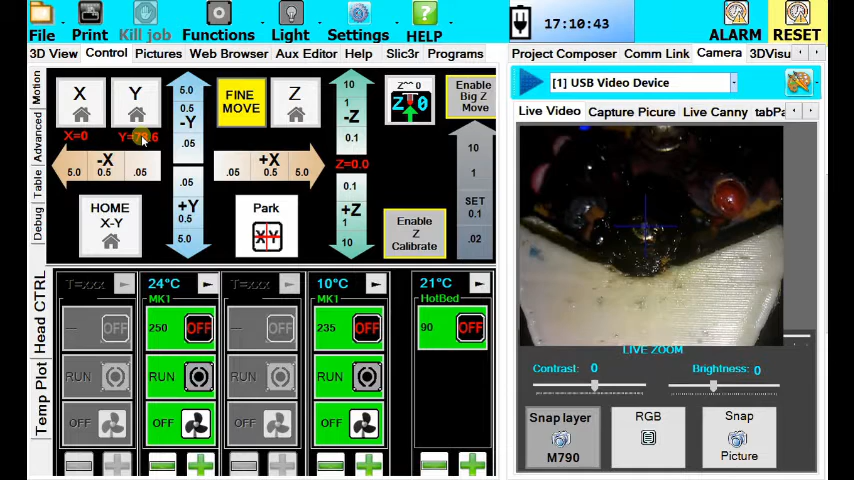 File Print Kill job Functions Light Settings HELP
17:10:43 ALARM RESET
3D View Control Pictures Web Browser Aux Editor Help Slic3r Programs
Project Composer Comm Link Camera 3DVisu
Motion
Advanced
Table
Debug
X Y
X=0
5.0
0.5
-Y
.05
FINE
MOVE
Z
10
1
-Z
0.1
Z^^ 0
Z 0
Enable
Big Z
Move
-X
5.0 0.5 .05
+X
.05 0.5 5.0
Z=0.0
.05
+Y
0.5
5.0
0.1
+Z
10
10
1
SET
0.1
.02
HOME
X-Y
Park
X Y
Enable
Z
Calibrate
[1] USB Video Device
Live Video Capture Picure Live Canny tabPa
Head CTRL
Temp Plot
T=xxx 24°C 10°C 21°C
MK1 MK1 HotBed
OFF 250 OFF OFF 235 OFF 90 OFF
RUN RUN RUN RUN
OFF OFF OFF OFF
LIVE ZOOM
Contrast: 0 Brightness: 0
Snap layer
M790
RGB
Snap
Picture